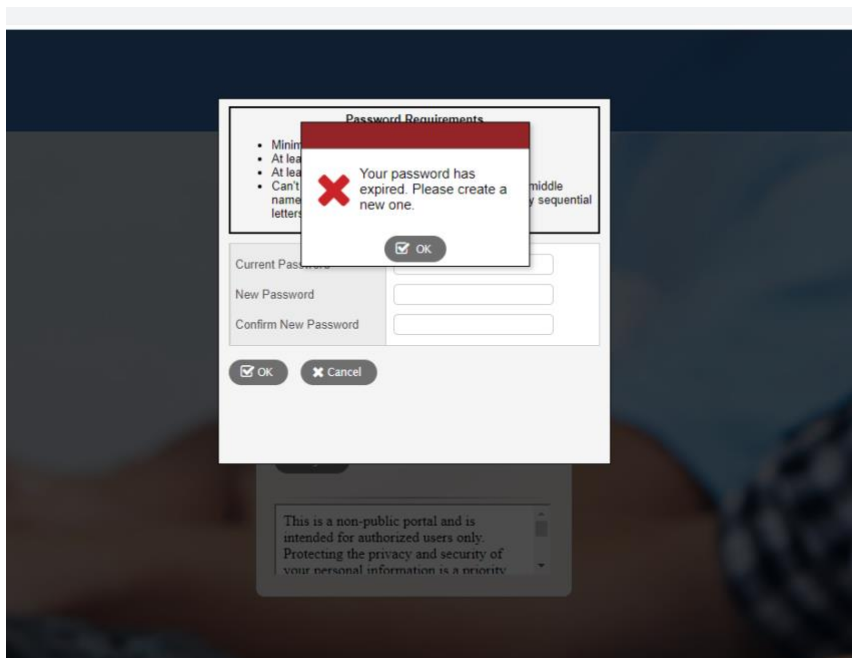 Password Requirements
• Minim
• At lea
• At lea
• Can't middle
name y sequential
letters
Your password has
expired. Please create a
new one.
OK
Current Password
New Password
Confirm New Password
OK Cancel
This is a non-public portal and is
intended for authorized users only.
Protecting the privacy and security of
your personal information is a priority